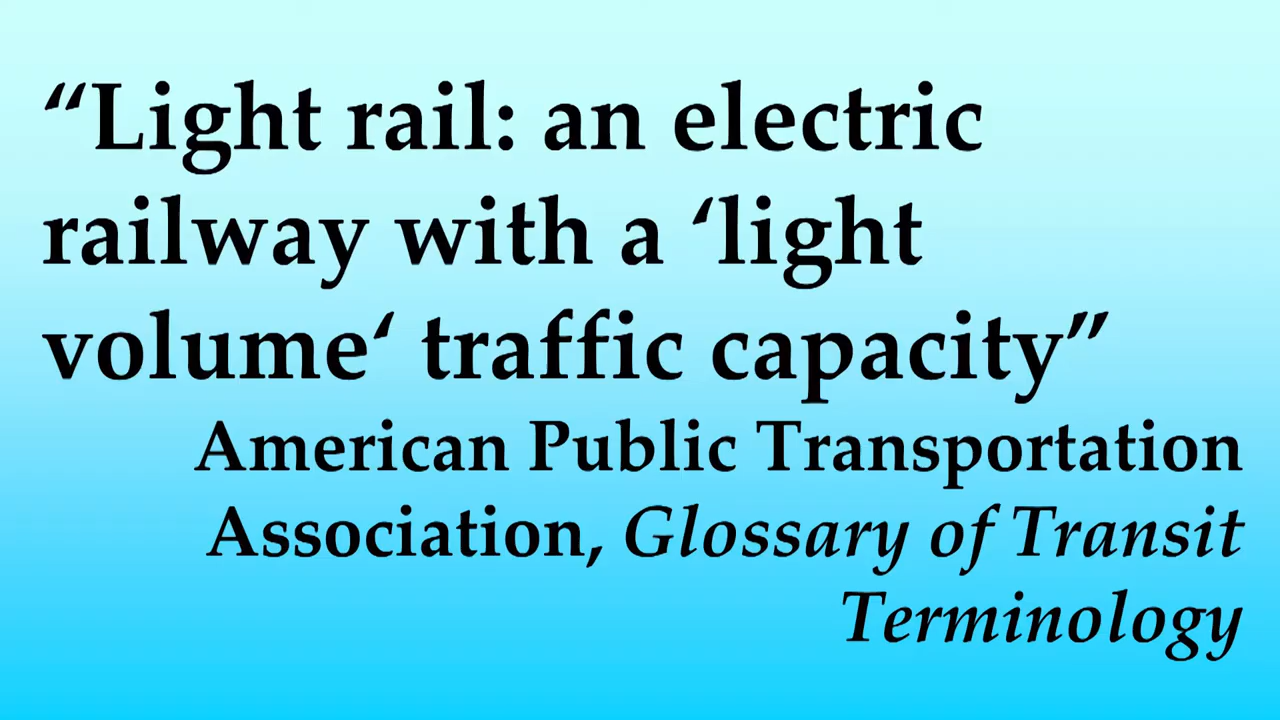 “Light rail: an electric
railway with a ‘light
volume‘ traffic capacity”
American Public Transportation
Association, Glossary of Transit
Terminology